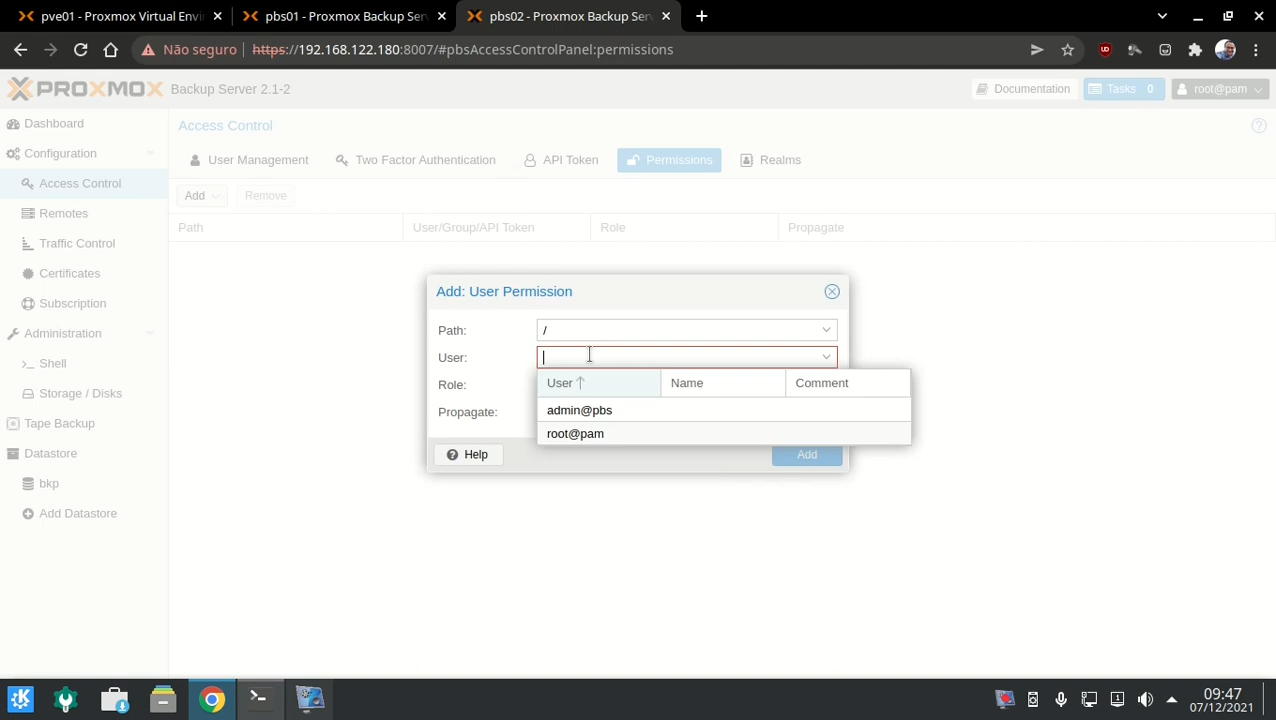 pve01 - Proxmox Virtual Envi
pbs01 - Proxmox Backup Serv
pbs02 - Proxmox Backup Serv
Não seguro https://192.168.122.180:8007/#pbsAccessControlPanel:permissions
PROXMOX Backup Server 2.1-2
Documentation
Tasks 0
root@pam
Dashboard
Configuration
Access Control
Remotes
Traffic Control
Certificates
Subscription
Administration
Shell
Storage / Disks
Tape Backup
Datastore
bkp
Add Datastore
Access Control
User Management
Two Factor Authentication
API Token
Permissions
Realms
Add
Remove
Path User/Group/API Token Role Propagate
Add: User Permission
Path: /
User:
Role:
Propagate:
User Name Comment
admin@pbs
root@pam
Help
Add
09:47
07/12/2021